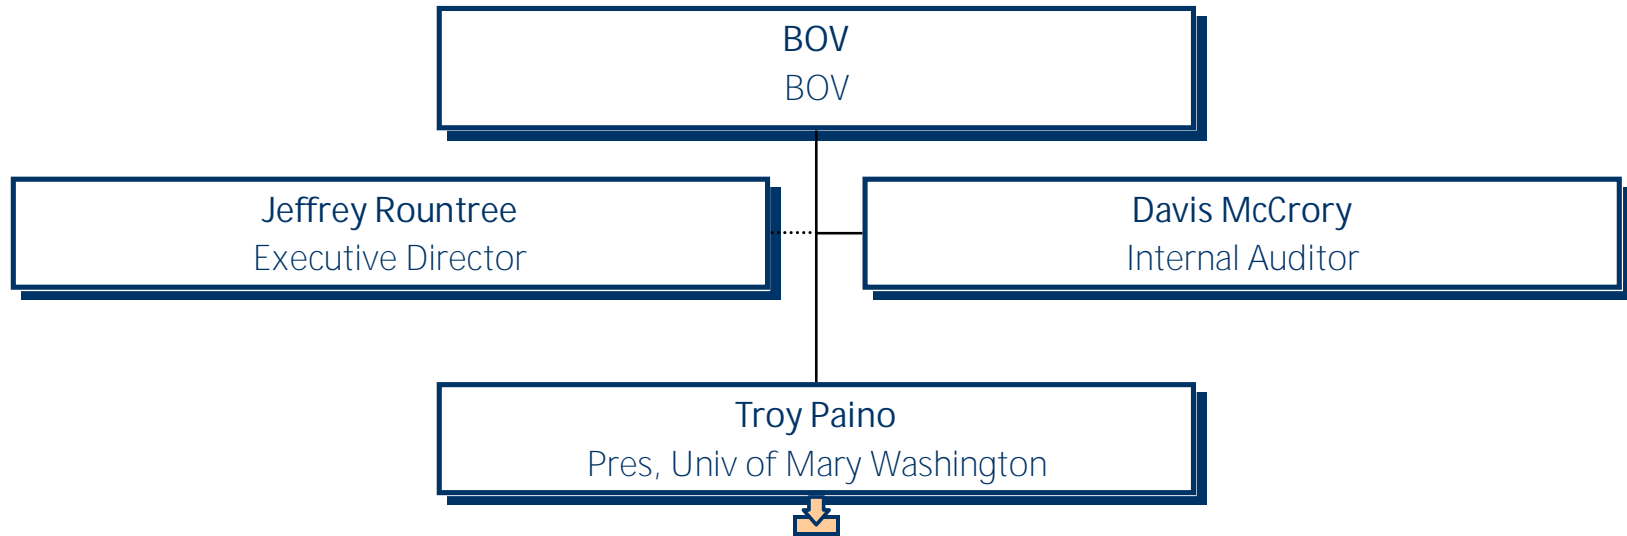 BOV
BOV
Jeffrey Rountree
Executive Director
Davis McCrory
Internal Auditor
Troy Paino
Pres, Univ of Mary Washington